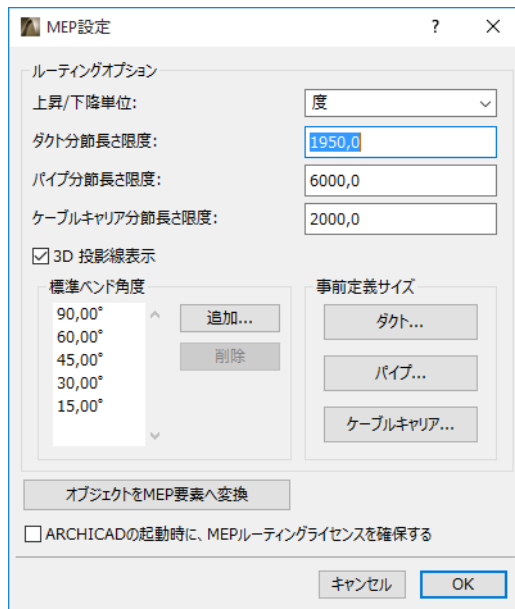 MEP設定
ルーティングオプション
上昇/下降単位: 度
ダクト分節長さ限度: 1950,0
パイプ分節長さ限度: 6000,0
ケーブルキャリア分節長さ限度: 2000,0
3D 投影線表示
標準ベンド角度
90,00°
60,00°
45,00°
30,00°
15,00°
追加...
削除
事前定義サイズ
ダクト...
パイプ...
ケーブルキャリア...
オブジェクトをMEP要素へ変換
ARCHICADの起動時に、MEPルーティングライセンスを確保する
キャンセル OK